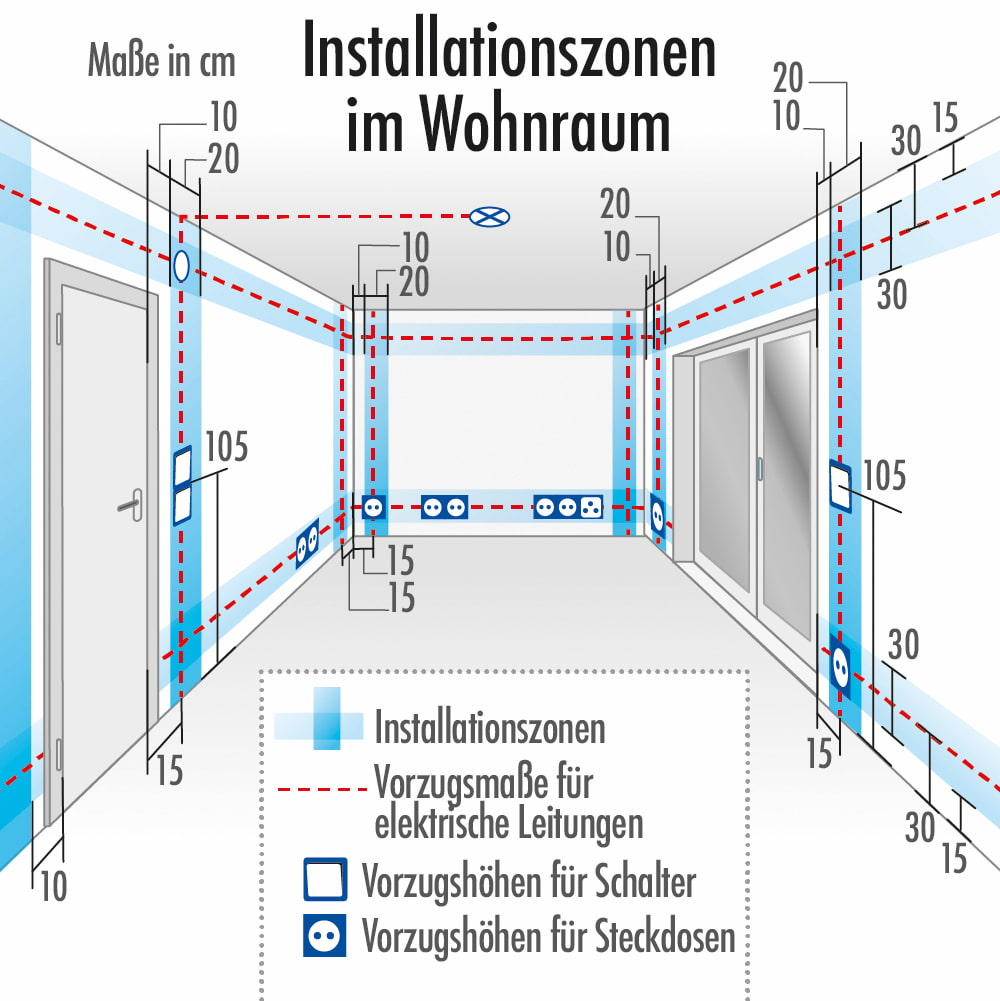 Installationszonen
im Wohnraum
Maße in cm
10
20
20
10
30
15
30
10
20
20
10
105
105
15
15
30
15
15
30
15
10
Installationszonen
Vorzugsmaße für
elektrische Leitungen
Vorzugshöhen für Schalter
Vorzugshöhen für Steckdosen